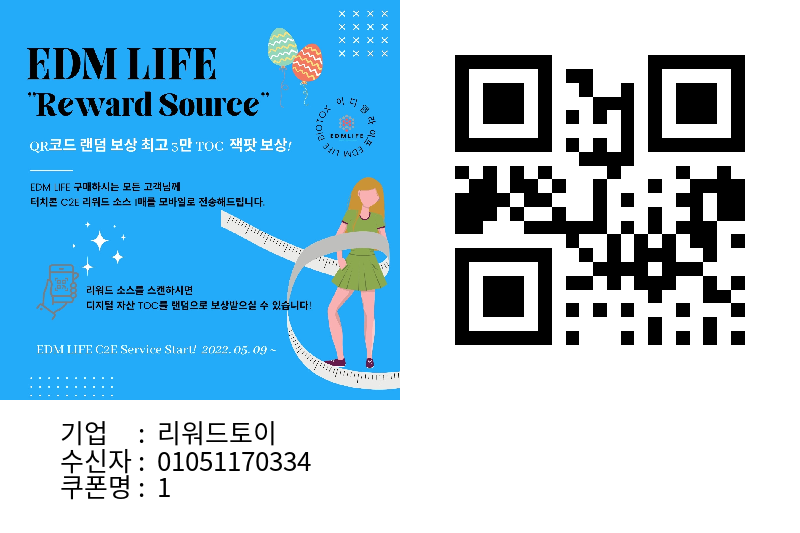 EDM LIFE
"Reward Source"
QR코드 랜덤 보상 최고 5만 TOC 잭팟 보상!
EDM LIFE 구매하시는 모든 고객님께
터치콘 C2E 리워드 소스 1매를 모바일로 전송해드립니다.
리워드 소스를 스캔하시면
디지털 자산 TOC를 랜덤으로 보상받으실 수 있습니다!
EDM LIFE C2E Service Start! 2022. 05. 09 ~
EDMLIFE
기업 : 리워드토이
수신자 : 01051170334
쿠폰명 : 1